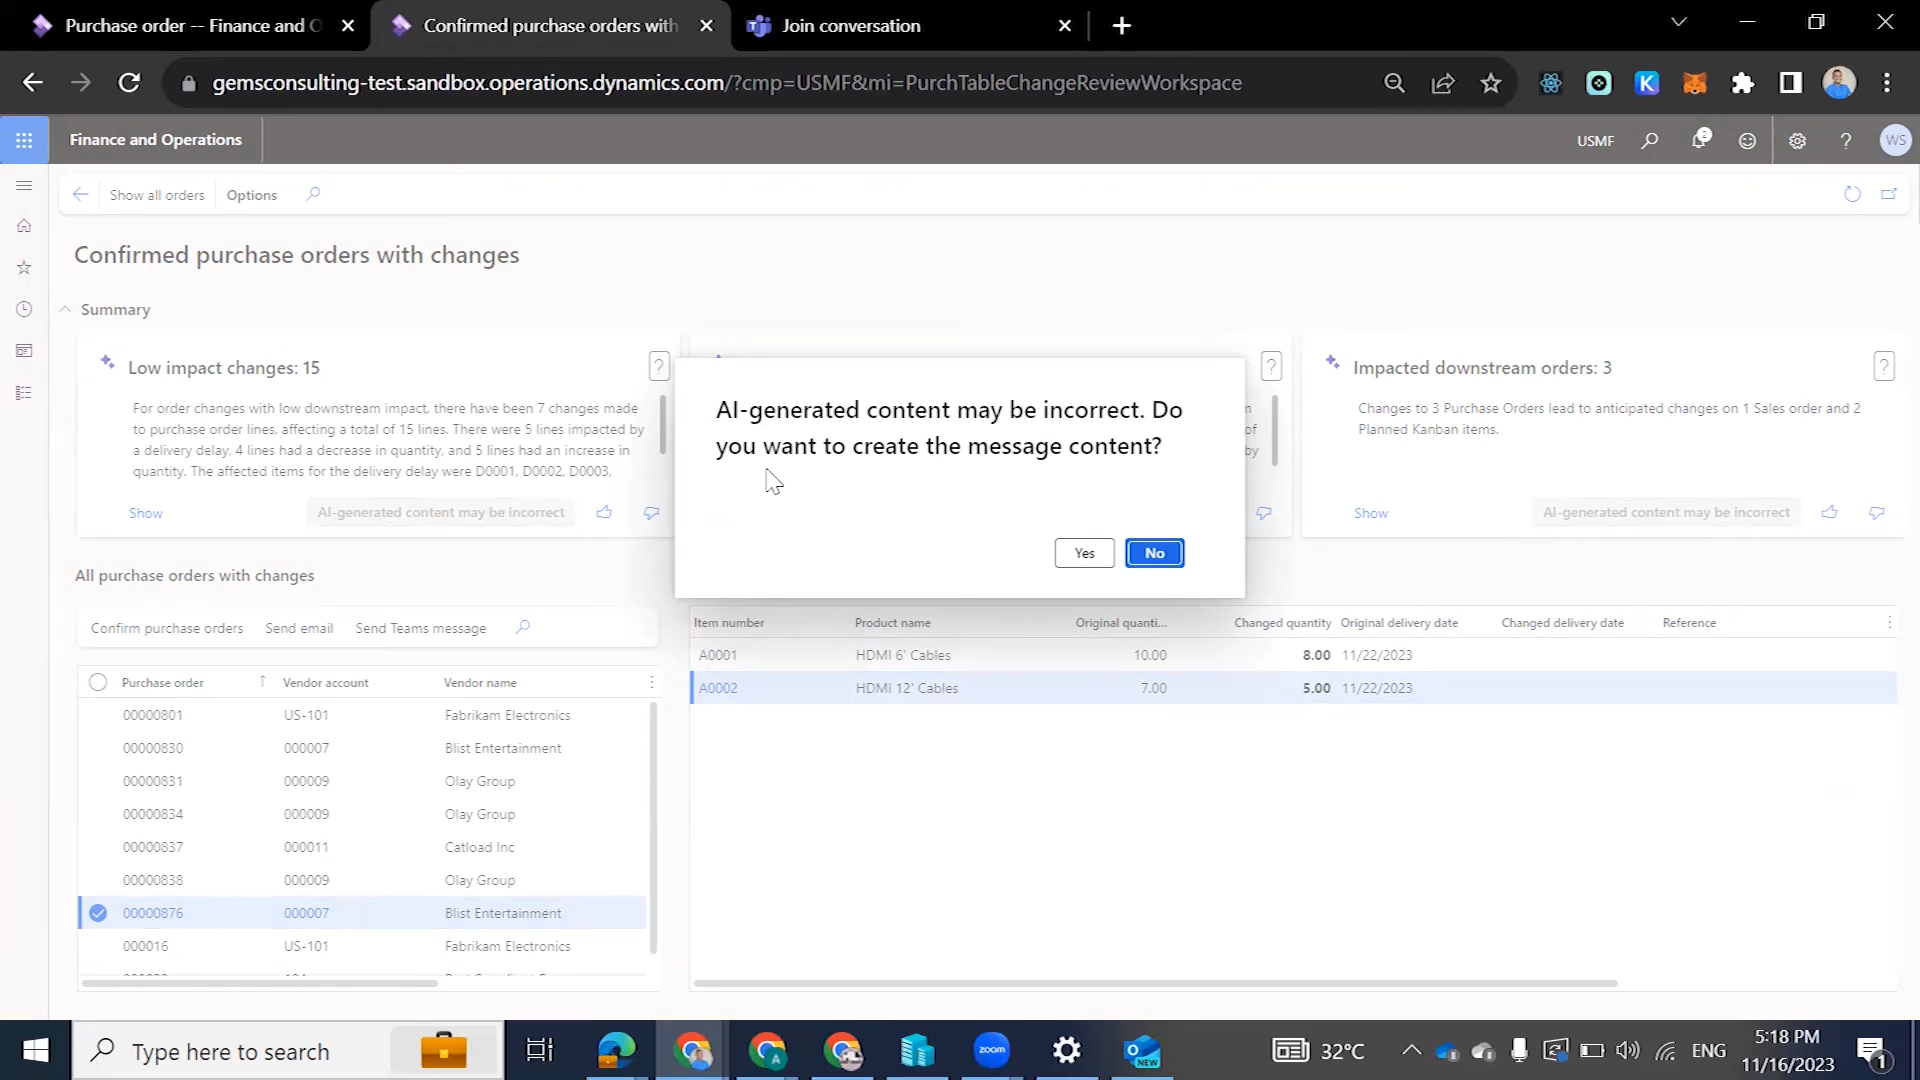 Purchase order -- Finance and O
Confirmed purchase orders with
Join conversation
gemsconsulting-test.sandbox.operations.dynamics.com/?cmp=USMF&mi=PurchTableChangeReviewWorkspace
Finance and Operations
USMF
2
?
WS
Show all orders
Options
Confirmed purchase orders with changes
Summary
Low impact changes: 15
?
For order changes with low downstream impact, there have been 7 changes made
to purchase order lines, affecting a total of 15 lines. There were 5 lines impacted by
a delivery delay. 4 lines had a decrease in quantity, and 5 lines had an increase in
quantity. The affected items for the delivery delay were D0001, D0002, D0003,
Show
AI-generated content may be incorrect
?
of
by
Impacted downstream orders: 3
?
Changes to 3 Purchase Orders lead to anticipated changes on 1 Sales order and 2
Planned Kanban items.
Show
AI-generated content may be incorrect
AI-generated content may be incorrect. Do
you want to create the message content?
Yes
No
All purchase orders with changes
Confirm purchase orders
Send email
Send Teams message
Purchase order
Vendor account
Vendor name
00000801 US-101 Fabrikam Electronics
00000830 000007 Blist Entertainment
00000831 000009 Olay Group
00000834 000009 Olay Group
00000837 000011 Catload Inc
00000838 000009 Olay Group
00000876 000007 Blist Entertainment
000016 US-101 Fabrikam Electronics
Item number Product name Original quanti... Changed quantity Original delivery date Changed delivery date Reference
A0001 HDMI 6' Cables 10.00 8.00 11/22/2023
A0002 HDMI 12' Cables 7.00 5.00 11/22/2023
Type here to search
zoom
NEW
32°C
ENG
5:18 PM
11/16/2023
1